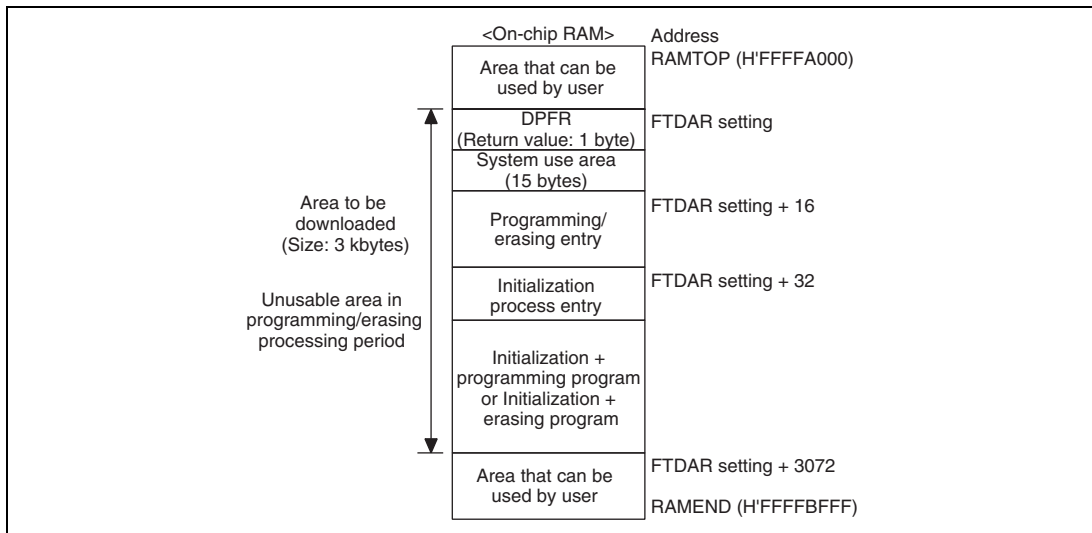 <On-chip RAM>
Address
RAMTOP (H'FFFFA000)
Area that can be
used by user
DPFR
(Return value: 1 byte)
FTDAR setting
System use area
(15 bytes)
Area to be
downloaded
(Size: 3 kbytes)
Unusable area in
programming/erasing
processing period
Programming/
erasing entry
FTDAR setting + 16
Initialization
process entry
FTDAR setting + 32
Initialization +
programming program
or Initialization +
erasing program
Area that can be
used by user
FTDAR setting + 3072
RAMEND (H'FFFFBFFF)